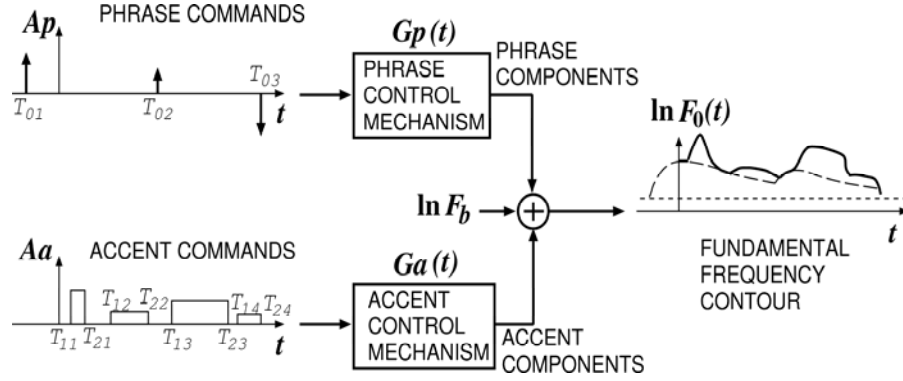 Ap PHRASE COMMANDS
T01 T02 T03 t
Gp(t)
PHRASE
CONTROL
MECHANISM
PHRASE
COMPONENTS
ln Fb
+
ln F0(t)
t
FUNDAMENTAL
FREQUENCY
CONTOUR
Aa ACCENT COMMANDS
T12 T22 T14 T24
T11 T21 T13 T23 t
Ga(t)
ACCENT
CONTROL
MECHANISM
ACCENT
COMPONENTS